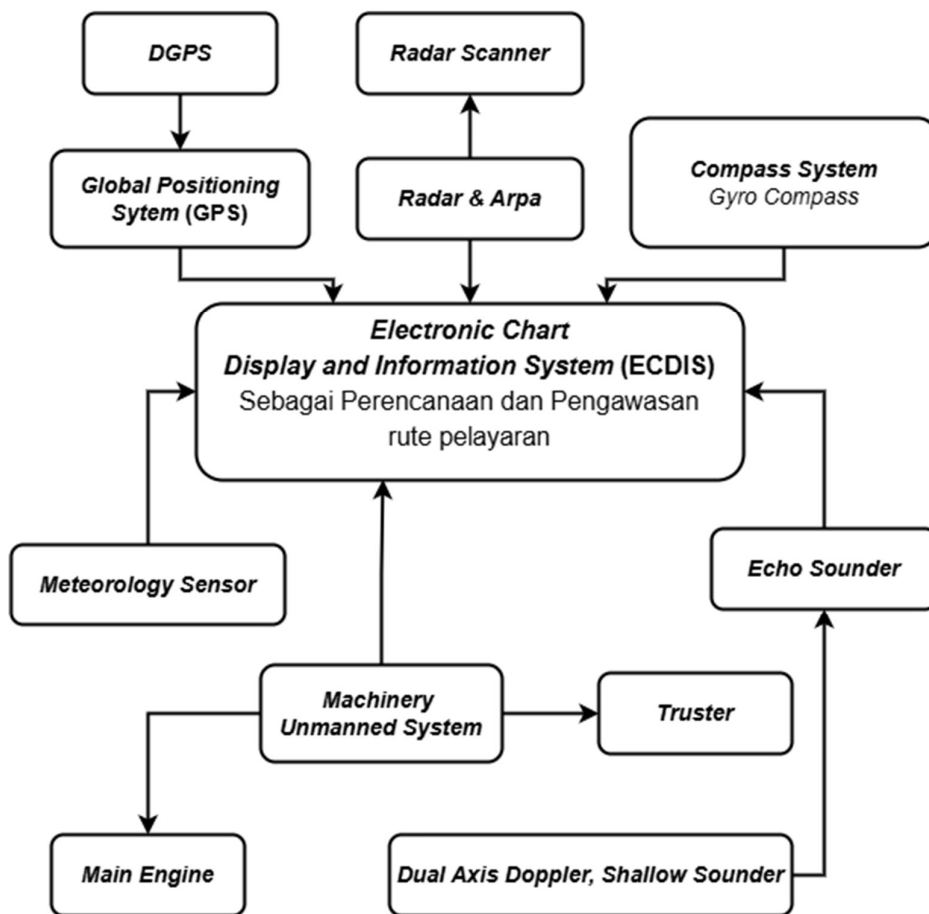 DGPS
Radar Scanner
Global Positioning
Sytem (GPS)
Radar & Arpa
Compass System
Gyro Compass
Electronic Chart
Display and Information System (ECDIS)
Sebagai Perencanaan dan Pengawasan
rute pelayaran
Meteorology Sensor
Echo Sounder
Machinery
Unmanned System
Truster
Main Engine
Dual Axis Doppler, Shallow Sounder